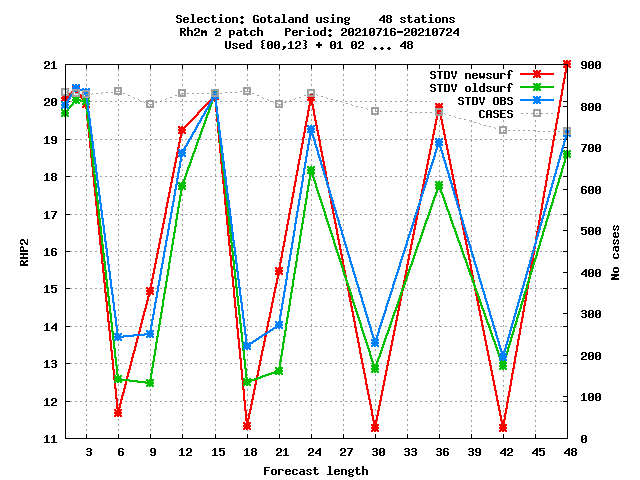 Selection: Gotaland using    48 stations
Rh2m 2 patch   Period: 20210716-20210724
Used {00,12} + 01 02 ... 48
STDV newsurf
STDV oldsurf
STDV OBS
CASES
RHP2
21
20
19
18
17
16
15
14
13
12
11
900
800
700
600
500
400
300
200
100
0
No cases
3 6 9 12 15 18 21 24 27 30 33 36 39 42 45 48
Forecast length